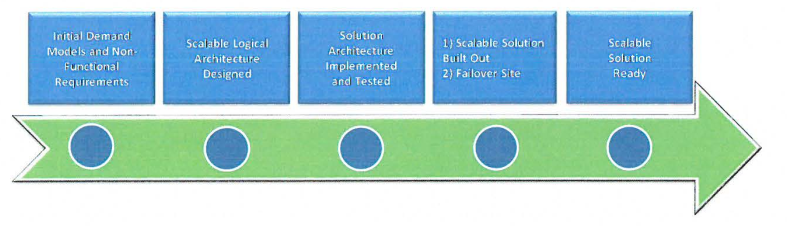 Initial Demand
Models and Non-
Functional
Requirements
Scalable Logical
Architecture
Designed
Solution
Architecture
Implemented
and Tested
1) Scalable Solution
Built Out
2) Failover Site
Scalable
Solution
Ready